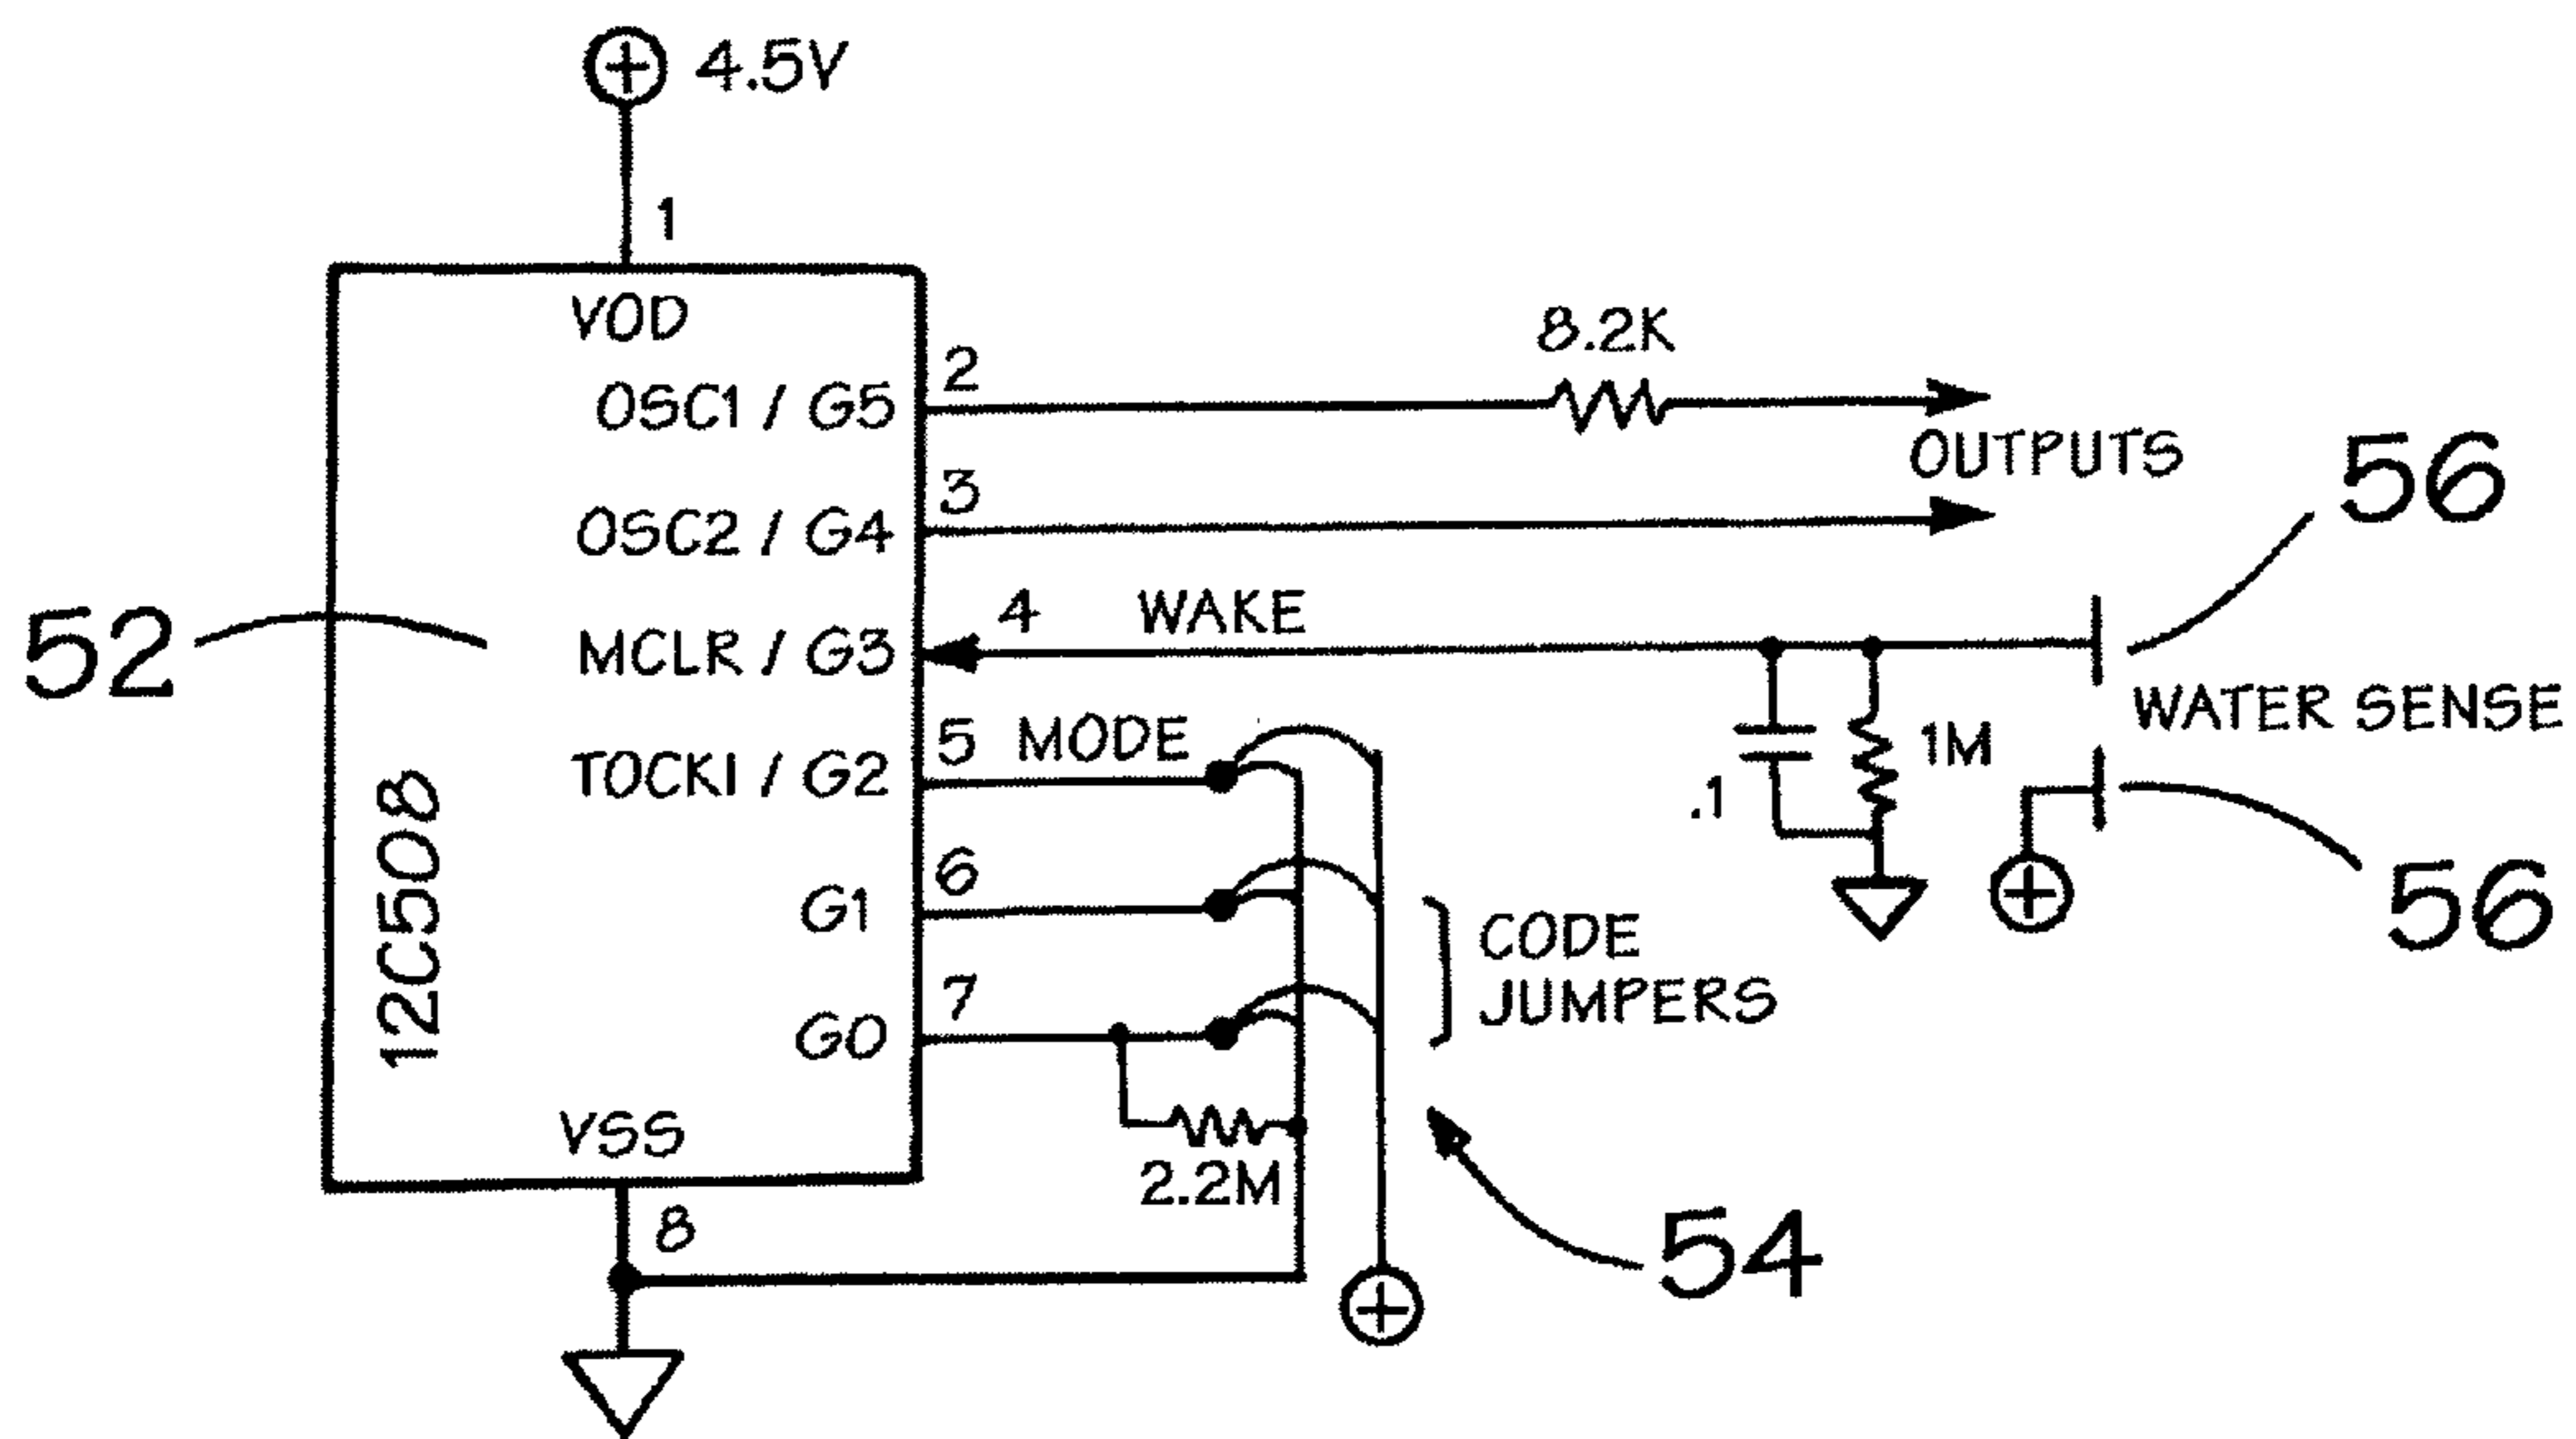 4.5V
1
VOD
8.2K
OSC1 / G5
2
OUTPUTS
56
OSC2 / G4
3
52
MCLR / G3
4
WAKE
WATER SENSE
TOCK1 / G2
5
MODE
.1
1M
56
12C508
G1
6
CODE
JUMPERS
G0
7
VSS
2.2M
8
54